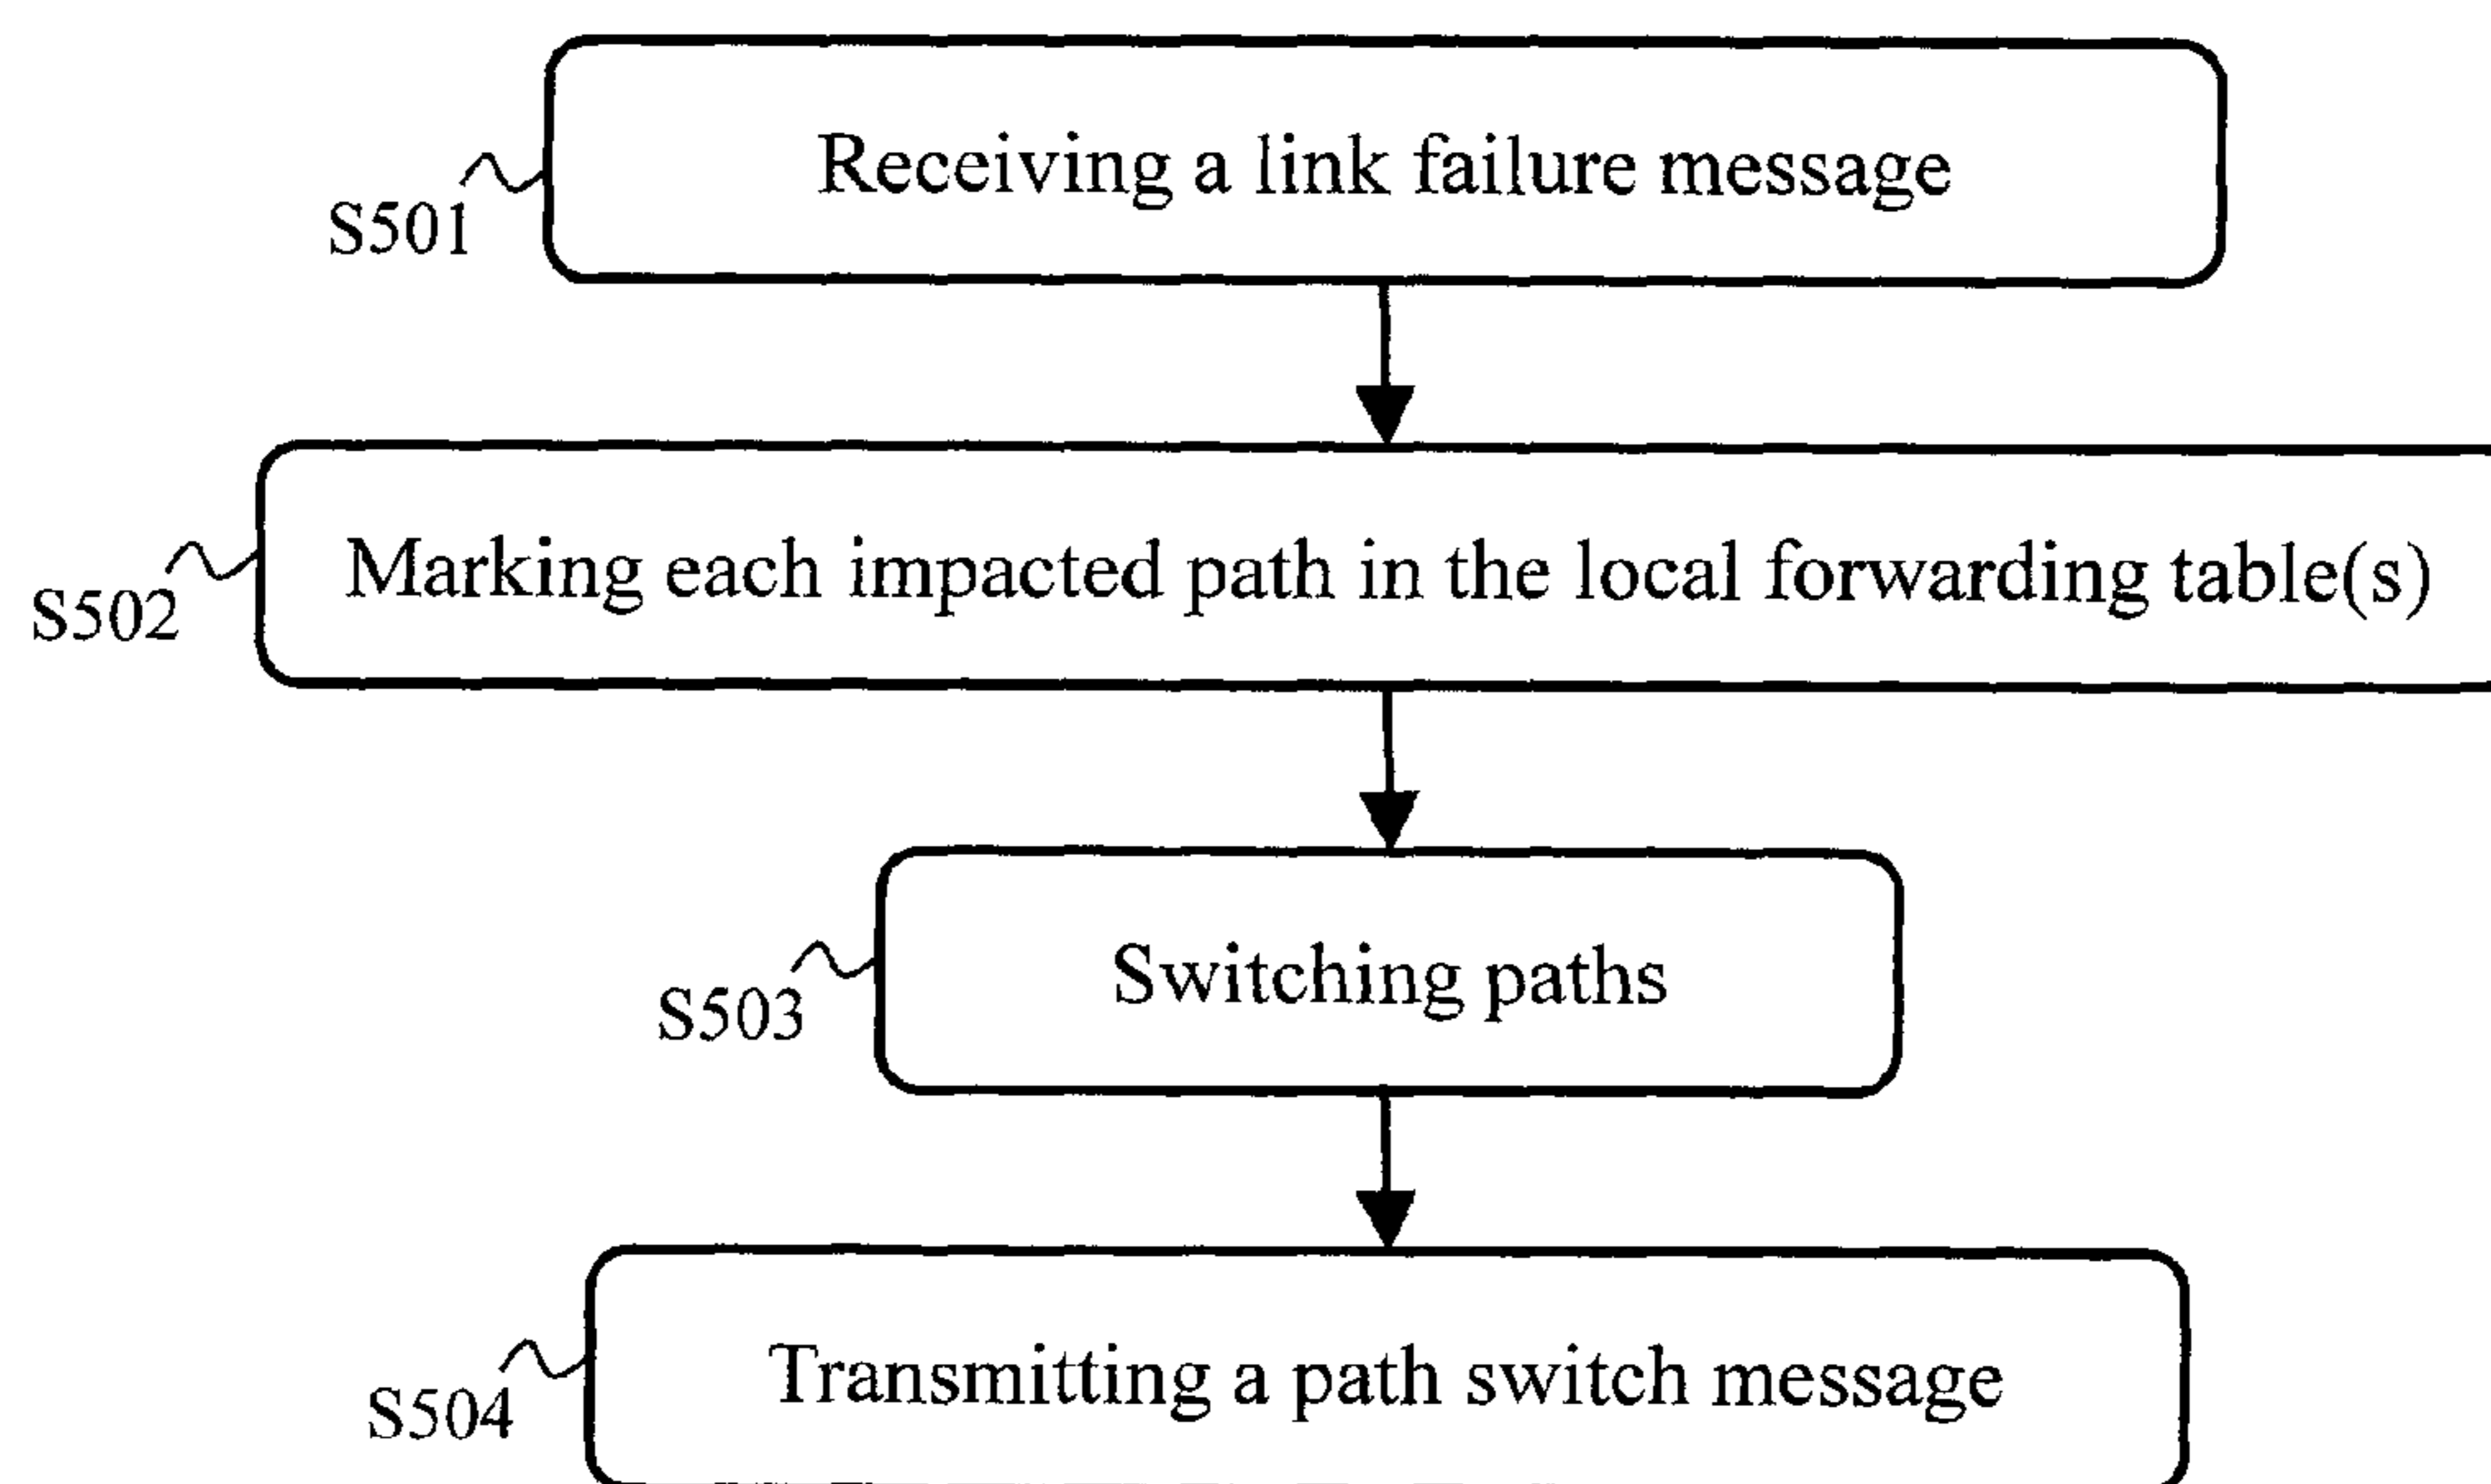 Receiving a link failure message
S501
Marking each impacted path in the local forwarding table(s)
S502
Switching paths
S503
Transmitting a path switch message
S504